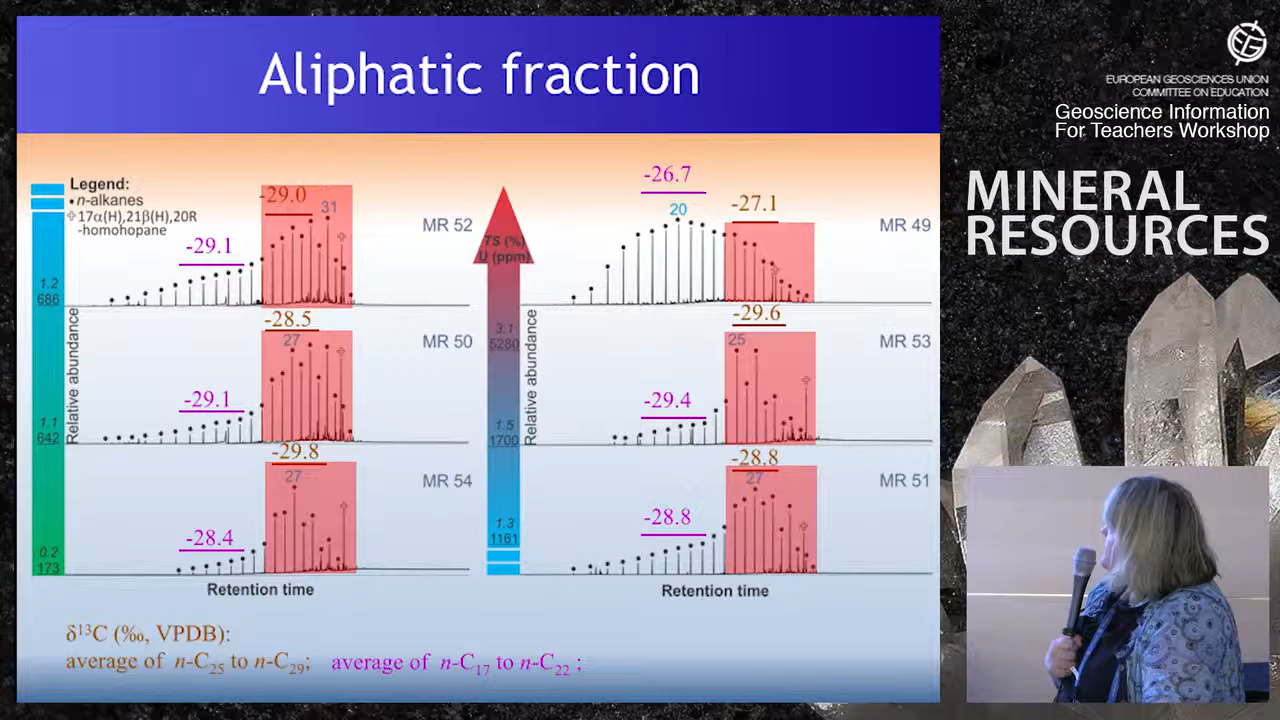 Aliphatic fraction
Legend:
n-alkanes
17α(H),21β(H),20R
-homohopane
-29.1
-29.0
31
MR 52
1.2
686
-29.1
-28.5
27
MR 50
1.1
642
-28.4
-29.8
27
MR 54
0.2
173
Relative abundance
Retention time
TS (%)
U (ppm)
-26.7
20
-27.1
MR 49
3.1
5280
-29.4
-29.6
25
MR 53
1.5
1700
-28.8
-28.8
27
MR 51
1.3
1161
Relative abundance
Retention time
δ¹³C (‰, VPDB):
average of n-C₂₅ to n-C₂₉; average of n-C₁₇ to n-C₂₂ ;
EUROPEAN GEOSCIENCES UNION
COMMITTEE ON EDUCATION
Geoscience Information
For Teachers Workshop
MINERAL
RESOURCES